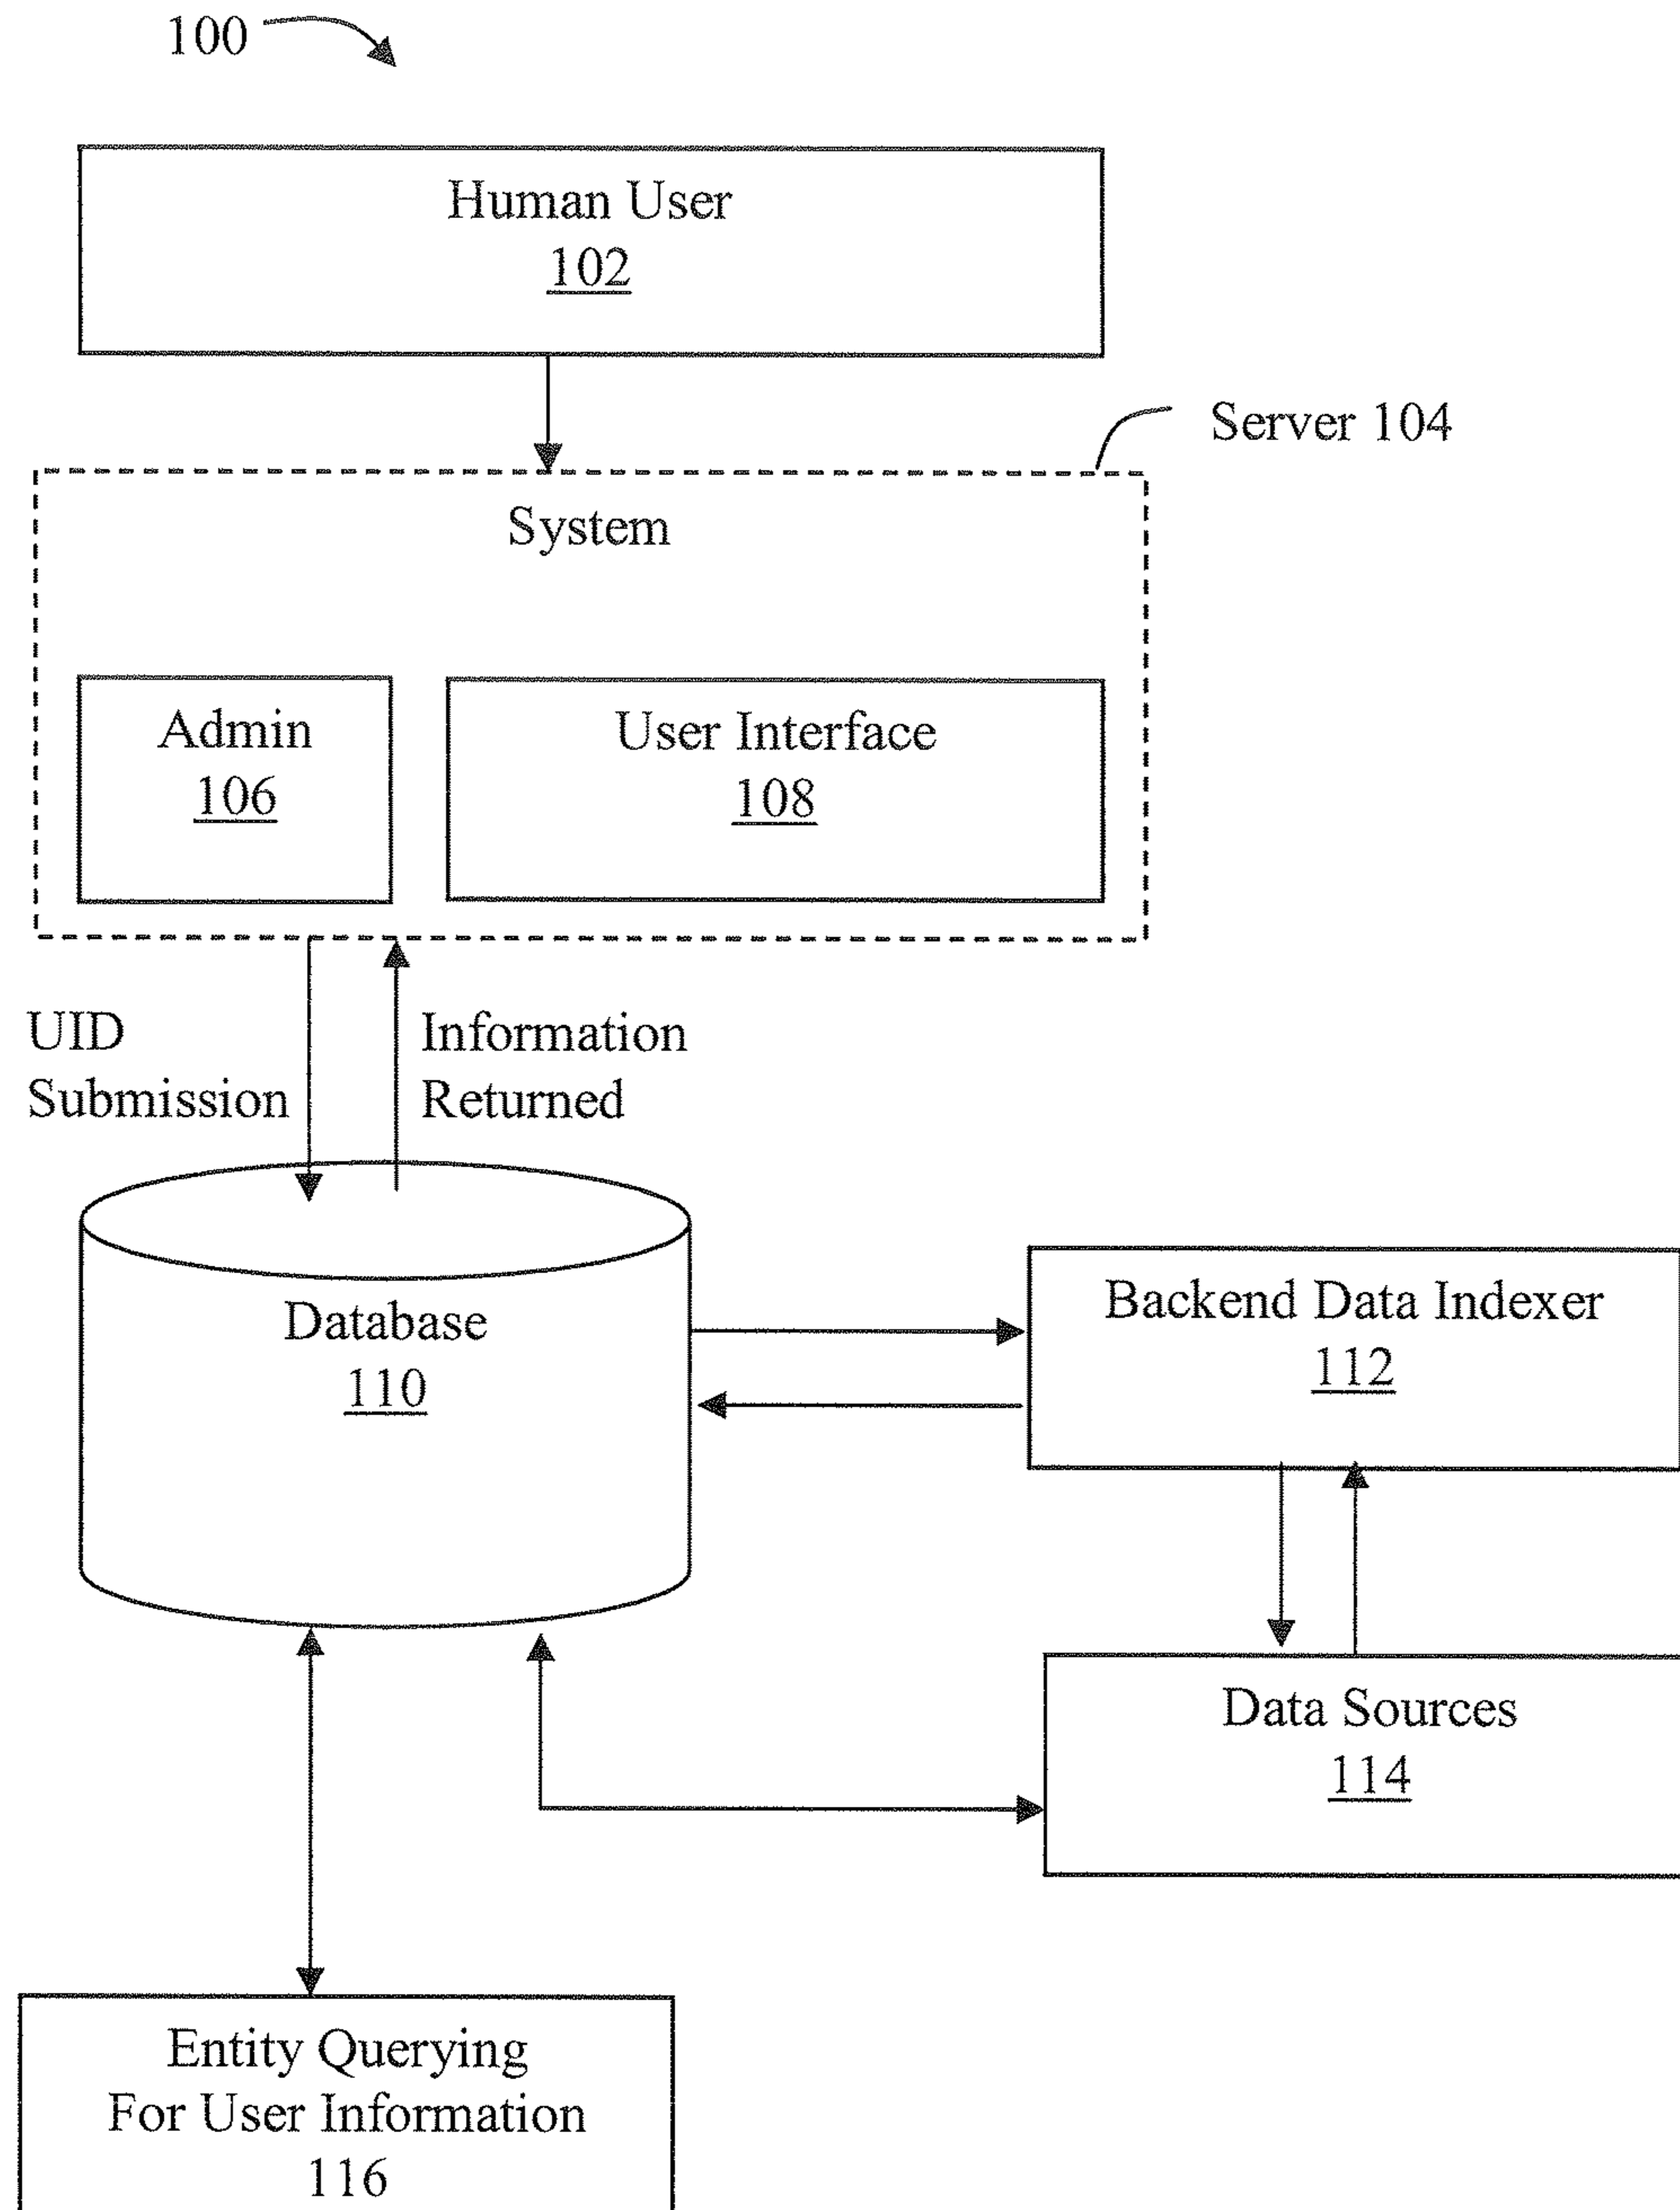 100
Human User
102
Server 104
System
Admin
106
User Interface
108
UID
Submission
Information
Returned
Database
110
Backend Data Indexer
112
Data Sources
114
Entity Querying
For User Information
116